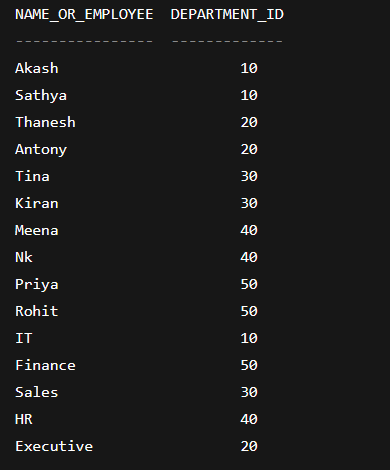 NAME_OR_EMPLOYEE  DEPARTMENT_ID
----------------  -------------
Akash                        10
Sathya                       10
Thanesh                      20
Antony                       20
Tina                         30
Kiran                        30
Meena                        40
Nk                           40
Priya                        50
Rohit                        50
IT                           10
Finance                      50
Sales                        30
HR                           40
Executive                    20